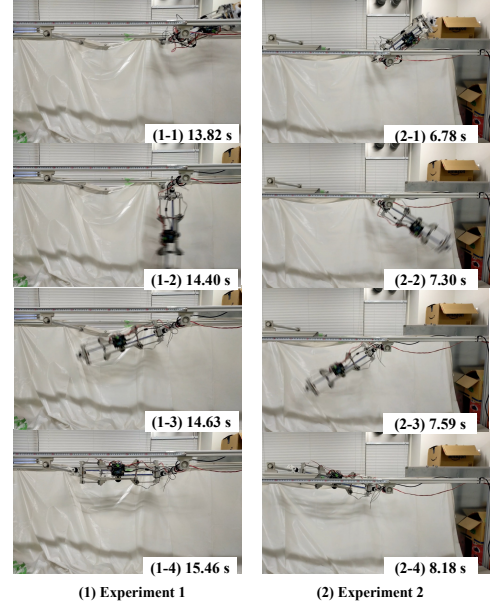 (1-1) 13.82 s
(2-1) 6.78 s
(1-2) 14.40 s
(2-2) 7.30 s
(1-3) 14.63 s
(2-3) 7.59 s
(1-4) 15.46 s
(2-4) 8.18 s
(1) Experiment 1
(2) Experiment 2